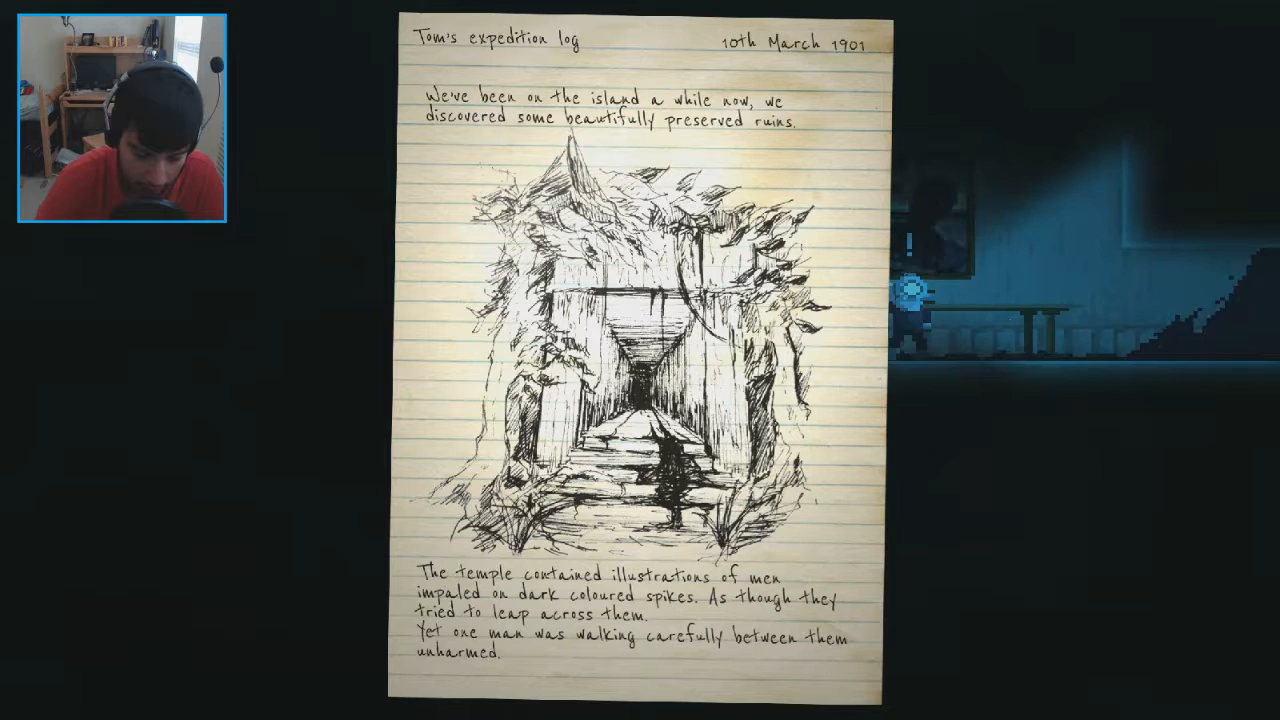 Tom's expedition log
10th March 1901
We've been on the island a while now, we
discovered some beautifully preserved ruins.
The temple contained illustrations of men
impaled on dark coloured spikes. As though they
tried to leap across them.
Yet one man was walking carefully between them
unharmed.